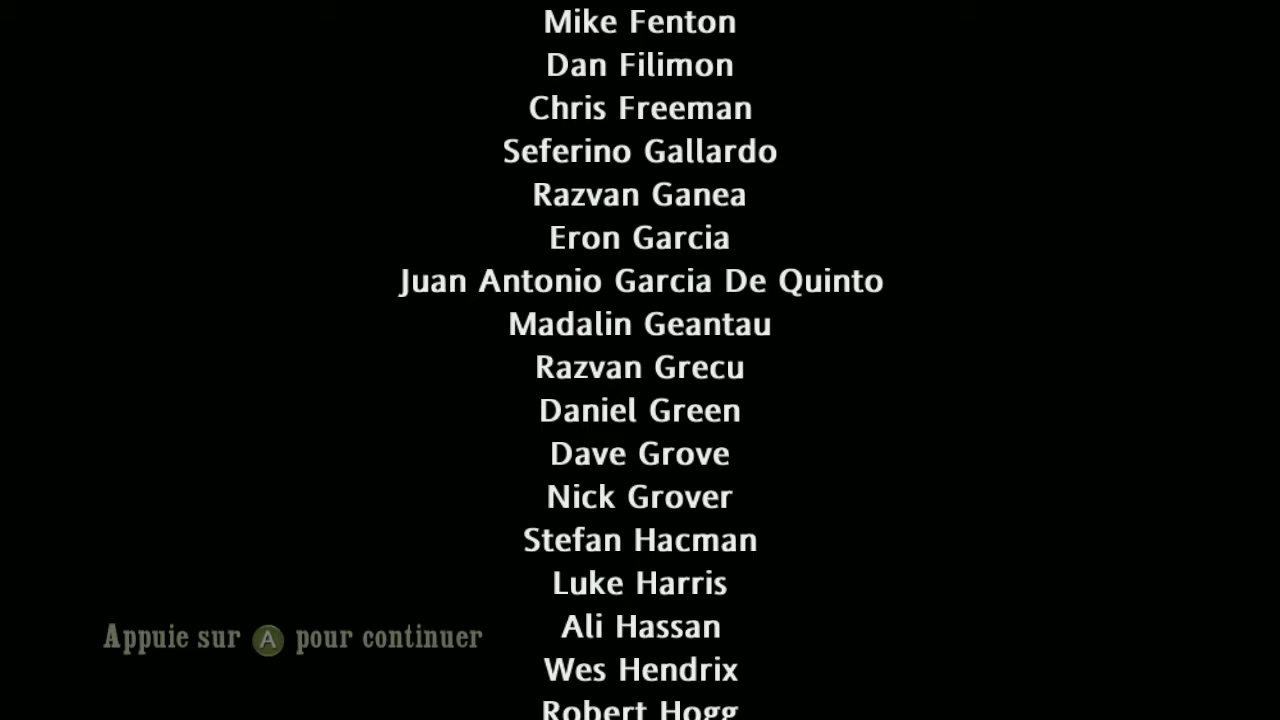 Mike Fenton
Dan Filimon
Chris Freeman
Seferino Gallardo
Razvan Ganea
Eron Garcia
Juan Antonio Garcia De Quinto
Madalin Geantau
Razvan Grecu
Daniel Green
Dave Grove
Nick Grover
Stefan Hacman
Luke Harris
Ali Hassan
Appuie sur A pour continuer
Wes Hendrix
Robert Hogg